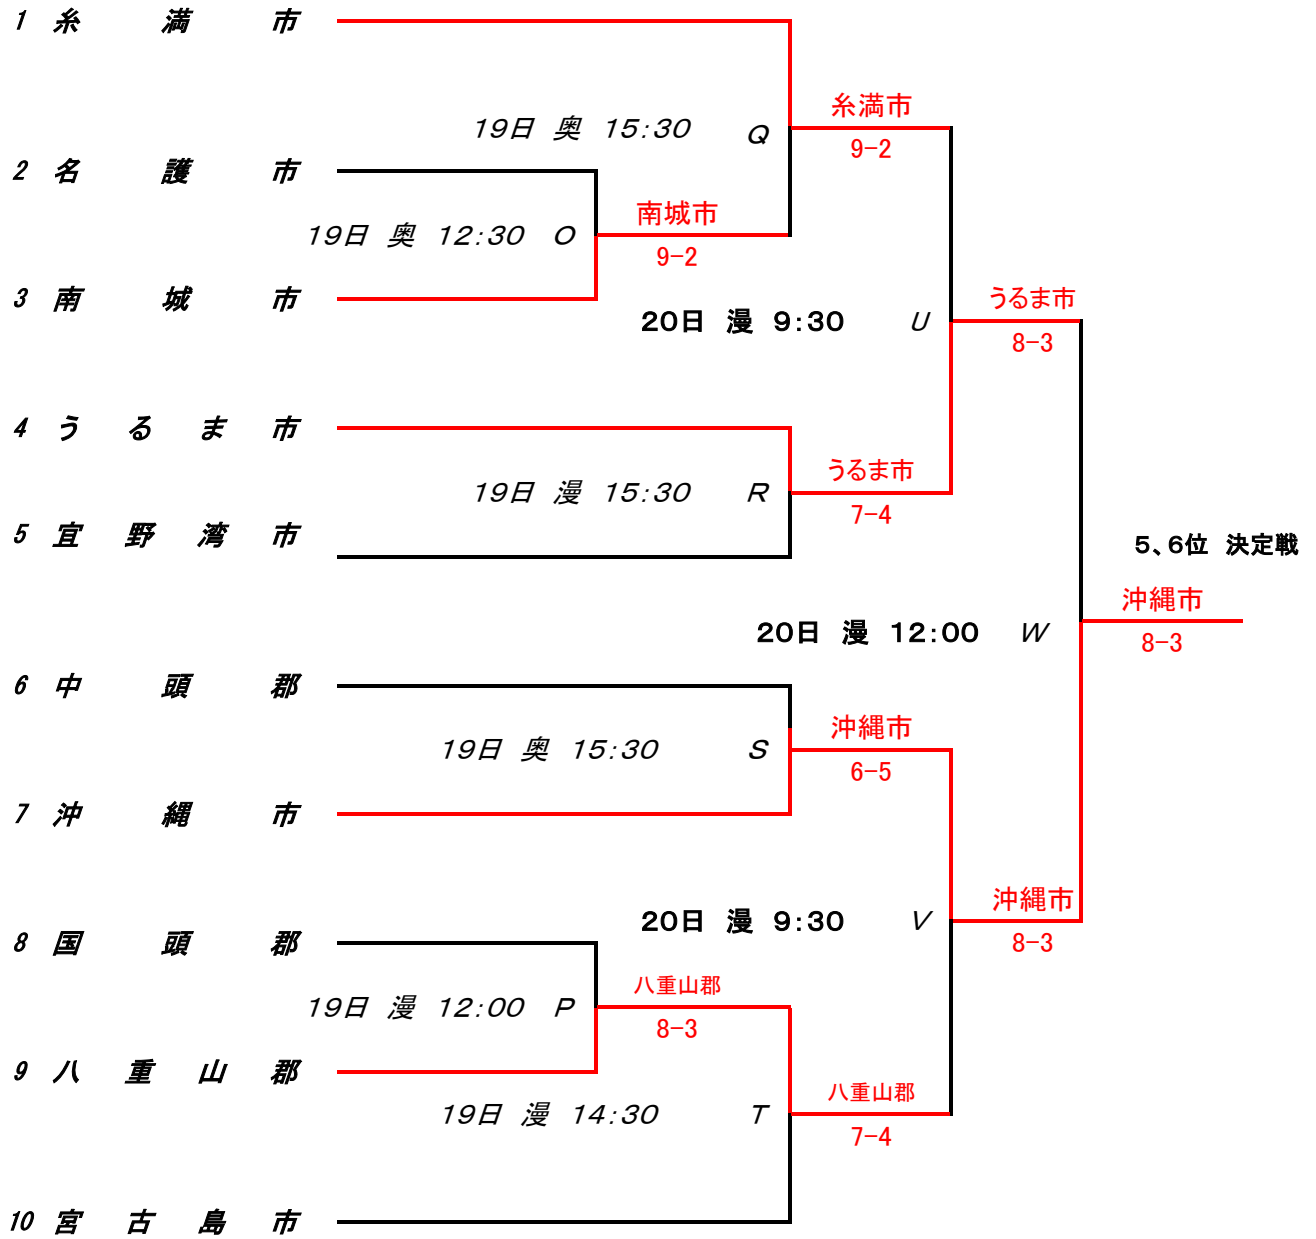 1 糸満市
糸満市
19日 奥 15:30 Q
9-2
2 名護市
南城市
19日 奥 12:30 O
9-2
3 南城市
うるま市
20日 漫 9:30 U
8-3
4 うるま市
うるま市
19日 漫 15:30 R
7-4
5 宜野湾市
5、6位 決定戦
沖縄市
20日 漫 12:00 W
8-3
6 中頭郡
沖縄市
19日 奥 15:30 S
6-5
7 沖縄市
沖縄市
20日 漫 9:30 V
8-3
8 国頭郡
八重山郡
19日 漫 12:00 P
8-3
9 八重山郡
八重山郡
19日 漫 14:30 T
7-4
10 宮古島市